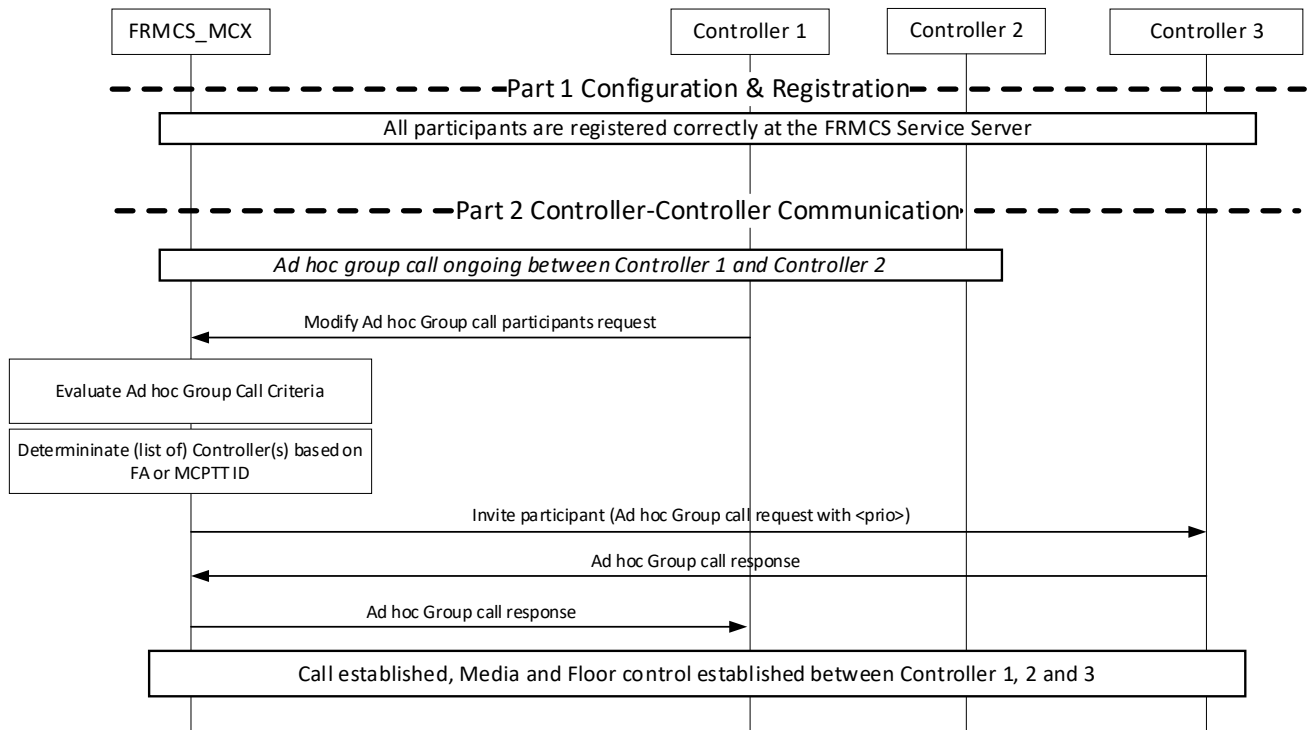 FRMCS_MCX
Controller 1
Controller 2
Controller 3
Part 1 Configuration & Registration
All participants are registered correctly at the FRMCS Service Server
Part 2 Controller-Controller Communication
Ad hoc group call ongoing between Controller 1 and Controller 2
Modify Ad hoc Group call participants request
Evaluate Ad hoc Group Call Criteria
Determininate (list of) Controller(s) based on
FA or MCPTT ID
Invite participant (Ad hoc Group call request with <prio>)
Ad hoc Group call response
Ad hoc Group call response
Call established, Media and Floor control established between Controller 1, 2 and 3